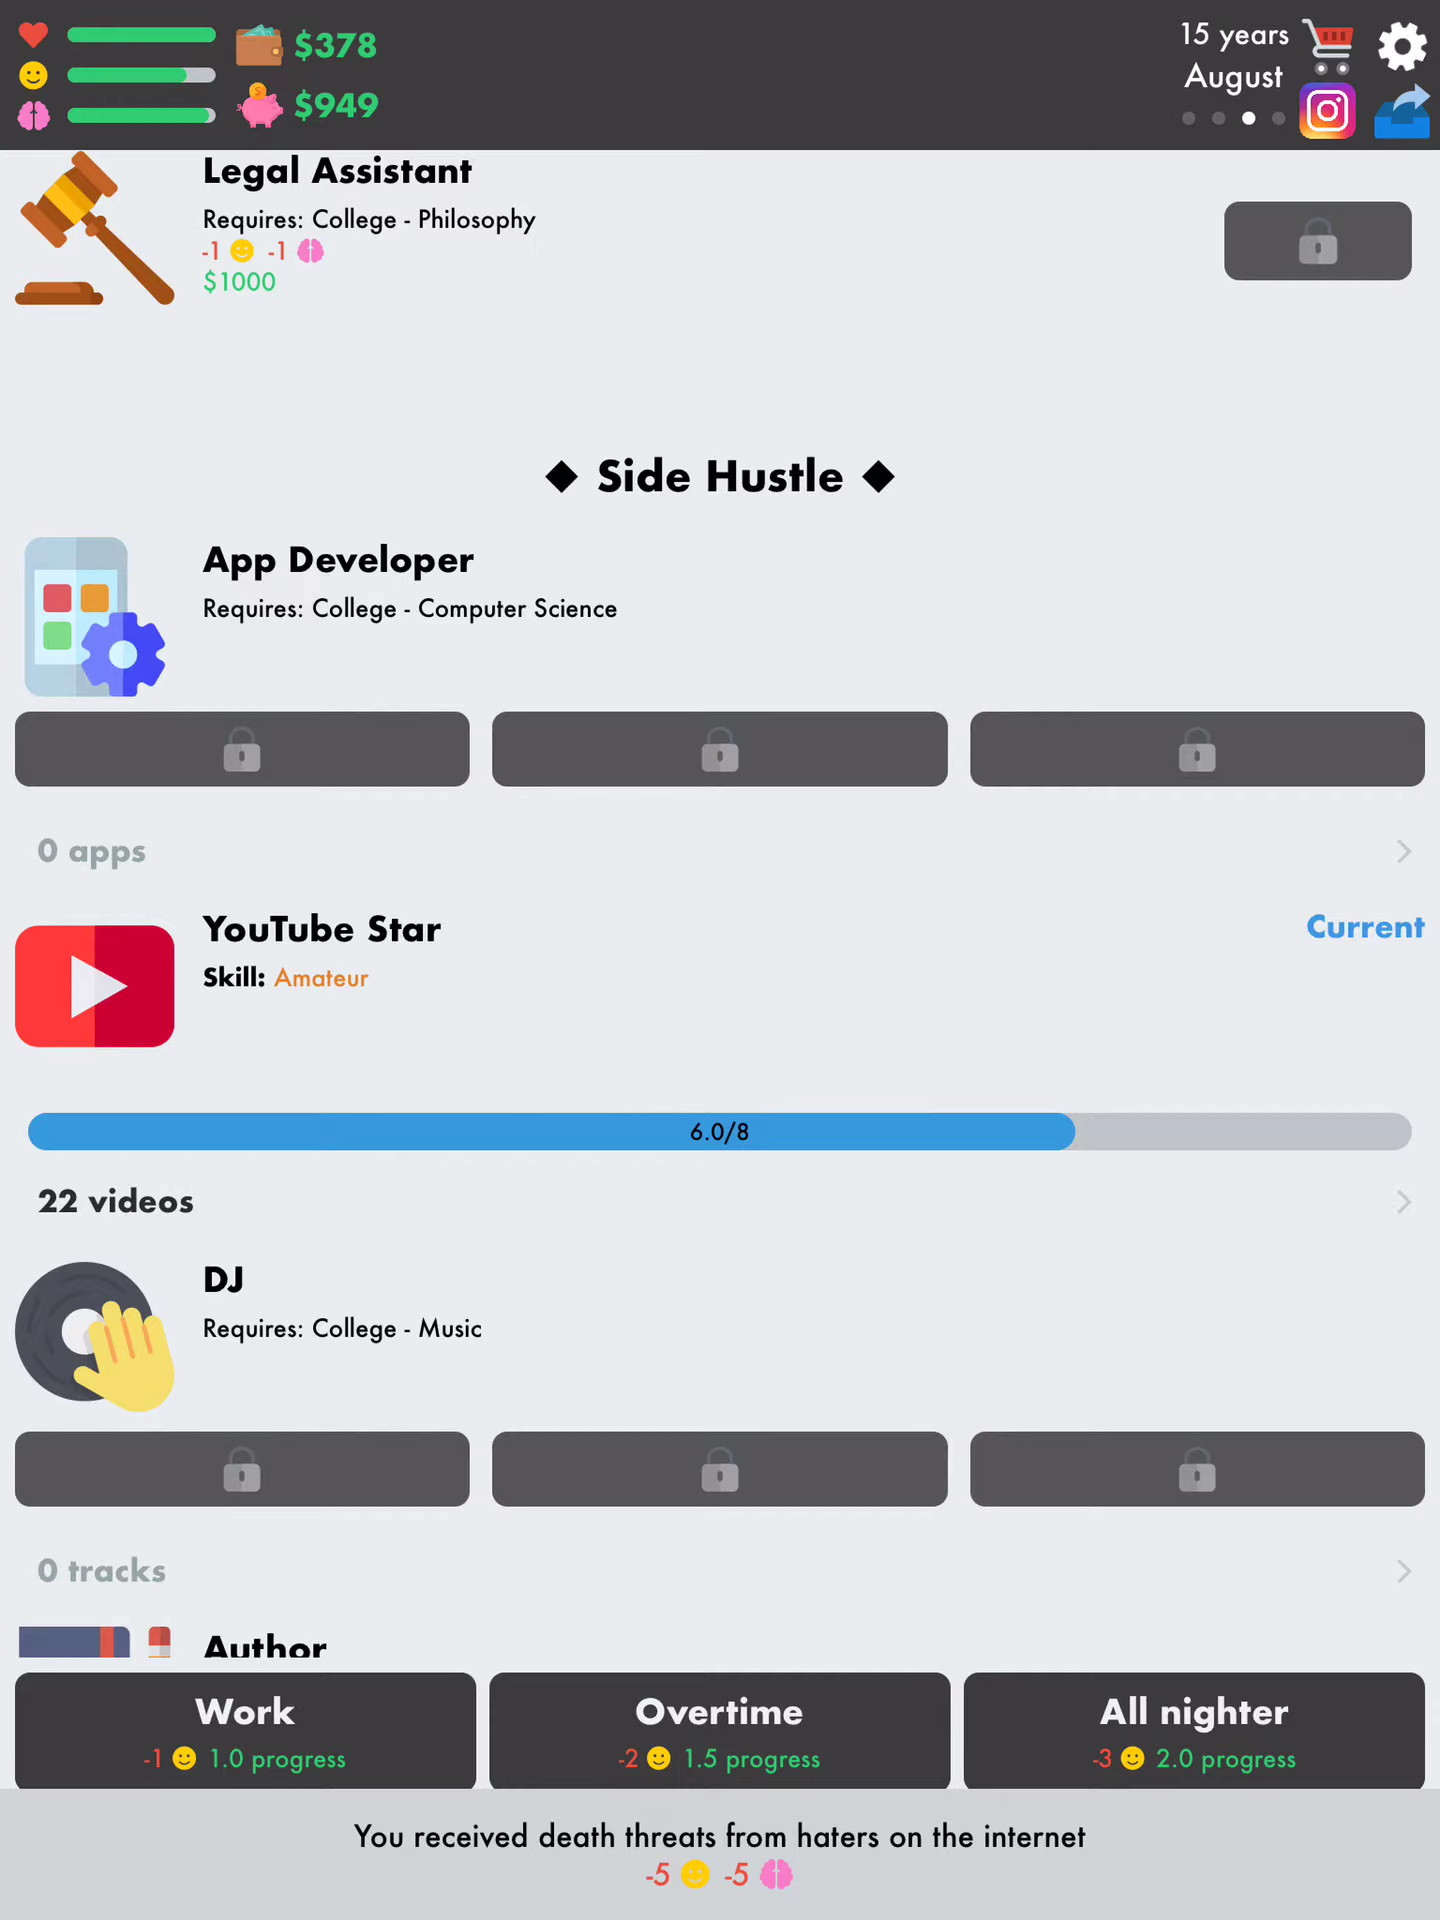 $378
$949
15 years
August
Legal Assistant
Requires: College - Philosophy
-1 -1
$1000
◆ Side Hustle ◆
App Developer
Requires: College - Computer Science
0 apps
YouTube Star
Current
Skill: Amateur
6.0/8
22 videos
DJ
Requires: College - Music
0 tracks
Author
Work
-1 1.0 progress
Overtime
-2 1.5 progress
All nighter
-3 2.0 progress
You received death threats from haters on the internet
-5 -5